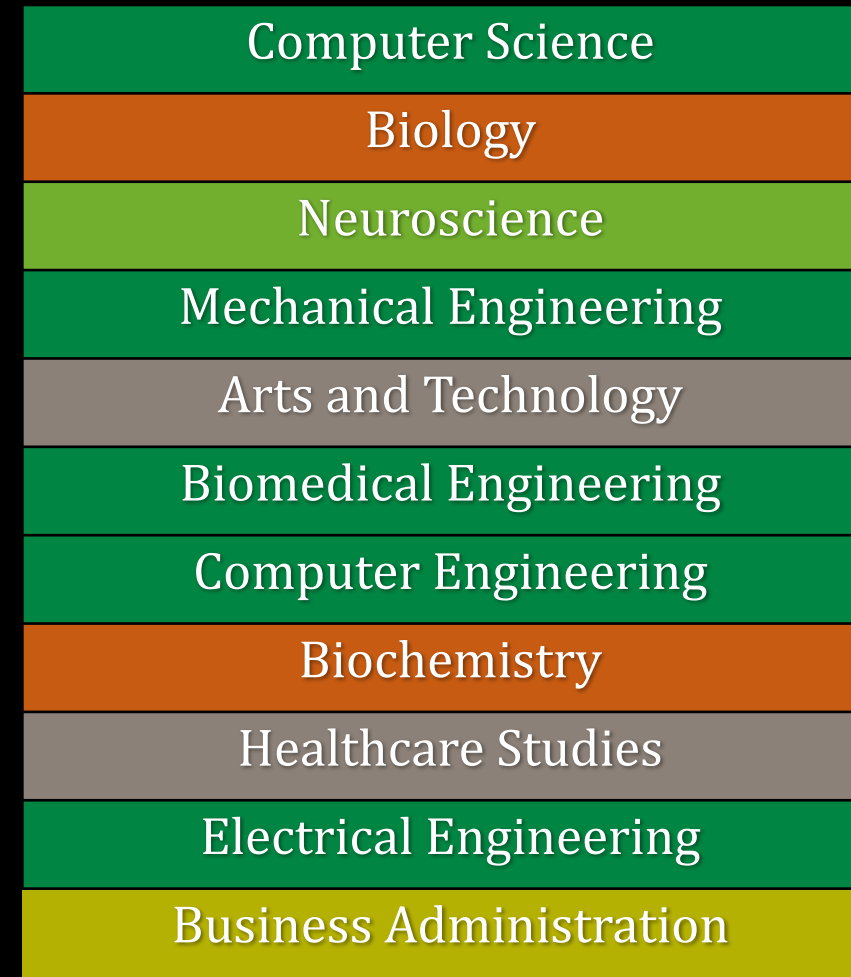 Computer Science
Biology
Neuroscience
Mechanical Engineering
Arts and Technology
Biomedical Engineering
Computer Engineering
Biochemistry
Healthcare Studies
Electrical Engineering
Business Administration